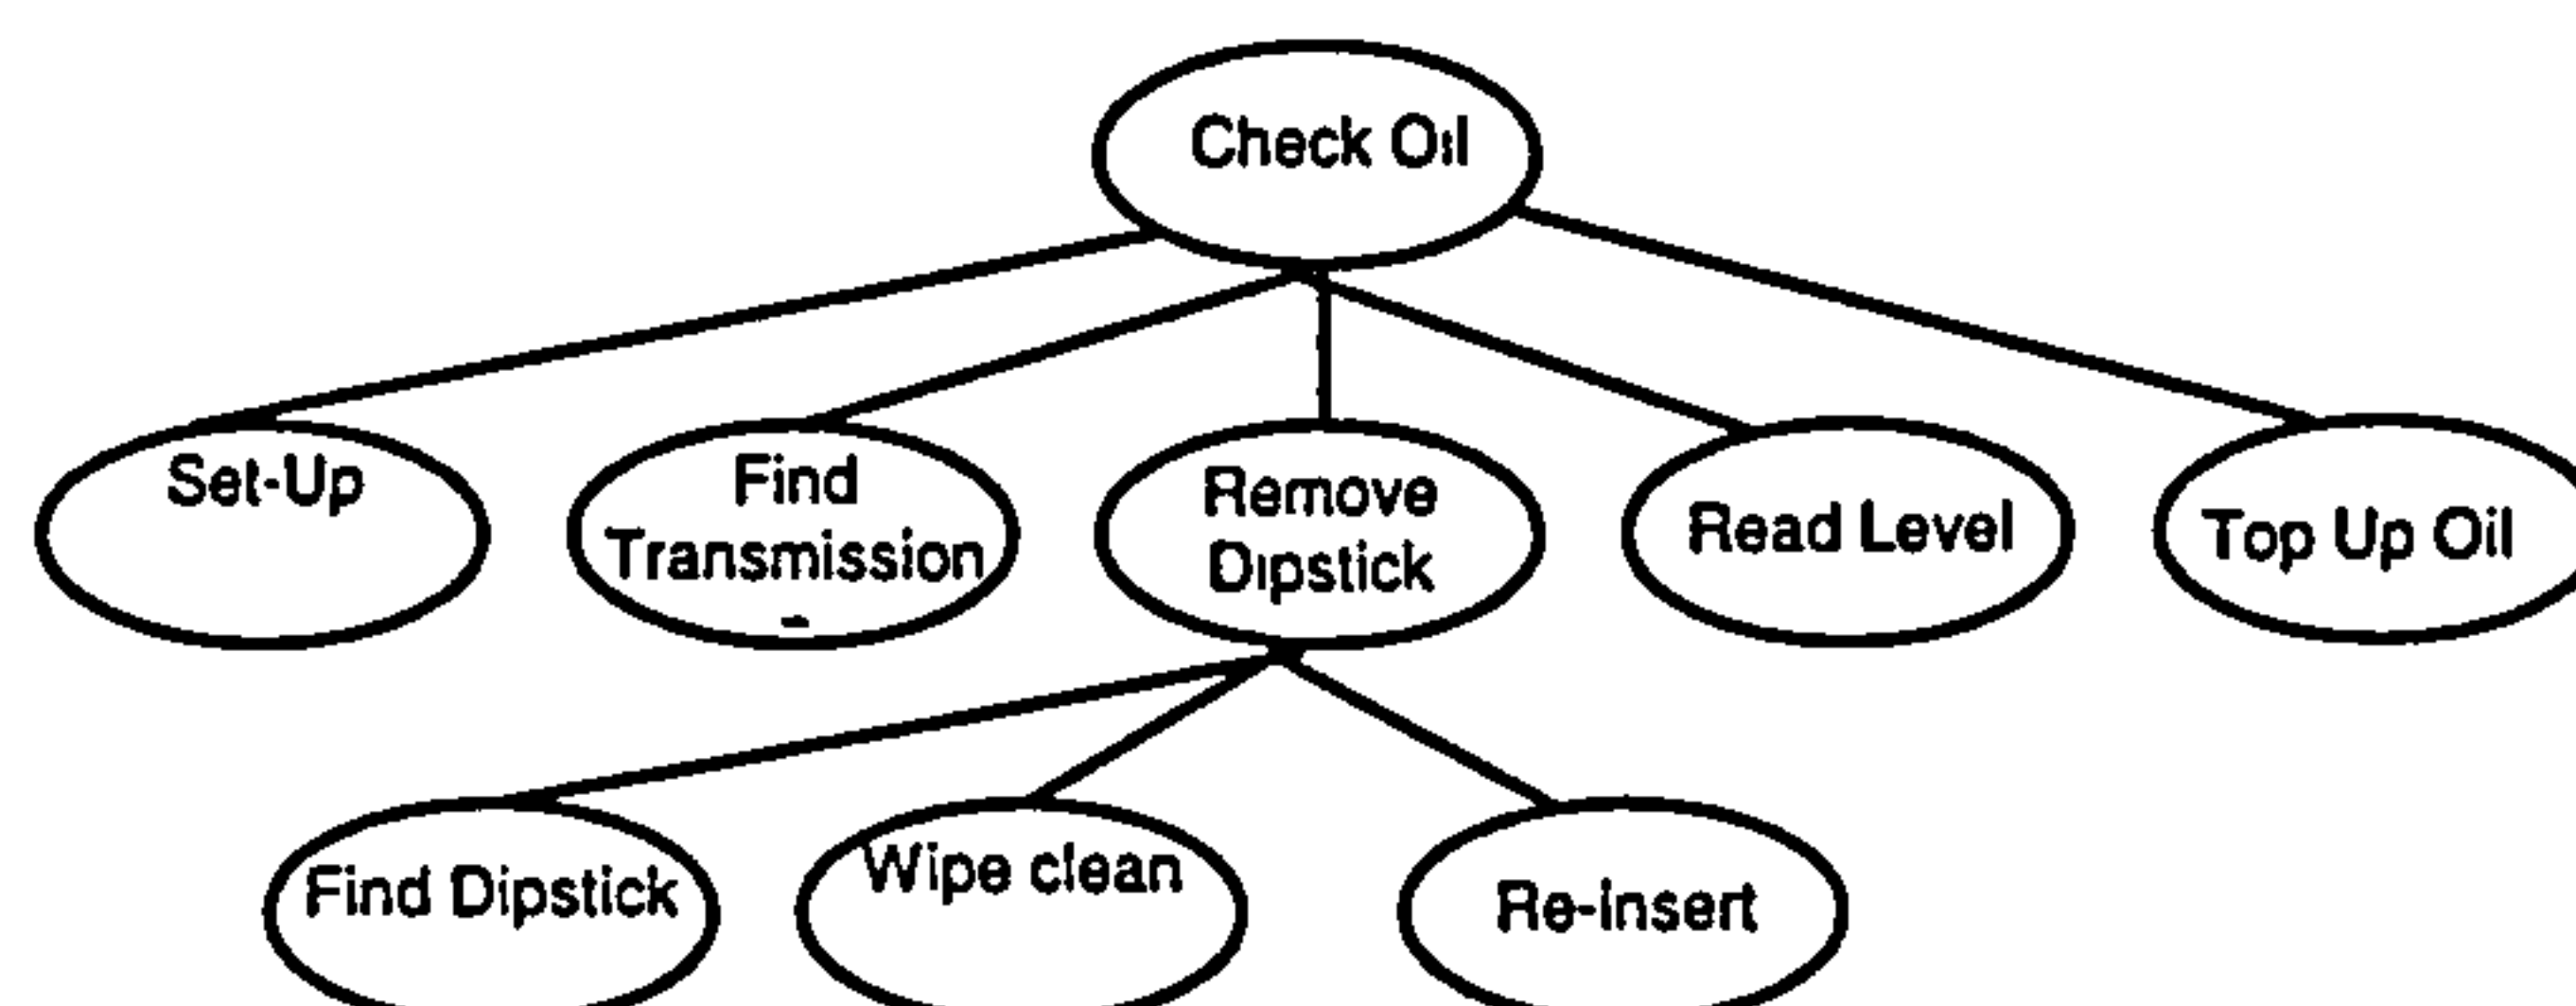 Check Oil
Set-Up
Find
Transmission
-
Remove
Dipstick
Read Level
Top Up Oil
Find Dipstick
Wipe clean
Re-insert